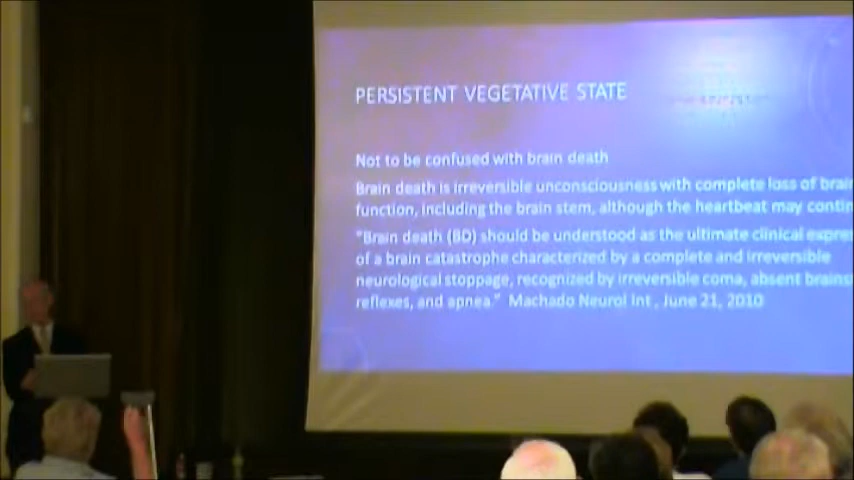 PERSISTENT VEGETATIVE STATE
Not to be confused with brain death
Brain death is irreversible unconsciousness with complete loss of brain
function, including the brain stem, although the heartbeat may contin
"Brain death (BD) should be understood as the ultimate clinical expre
of a brain catastrophe characterized by a complete and irreversible
neurological stoppage, recognized by irreversible coma, absent brains
reflexes, and apnea." Machado Neurol Int , June 21, 2010